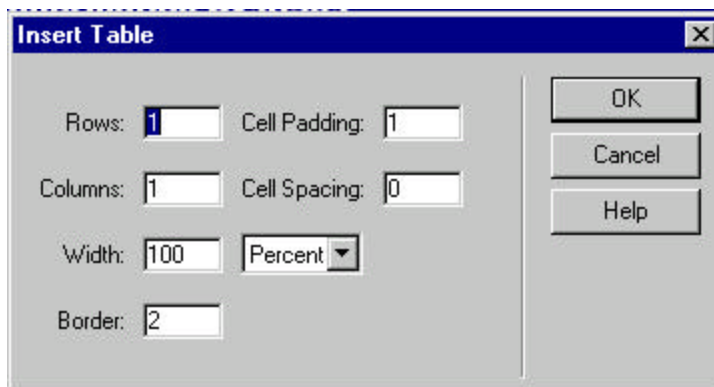 Insert Table
Rows: 1 Cell Padding: 1 OK
Columns: 1 Cell Spacing: 0 Cancel
Width: 100 Percent Help
Border: 2